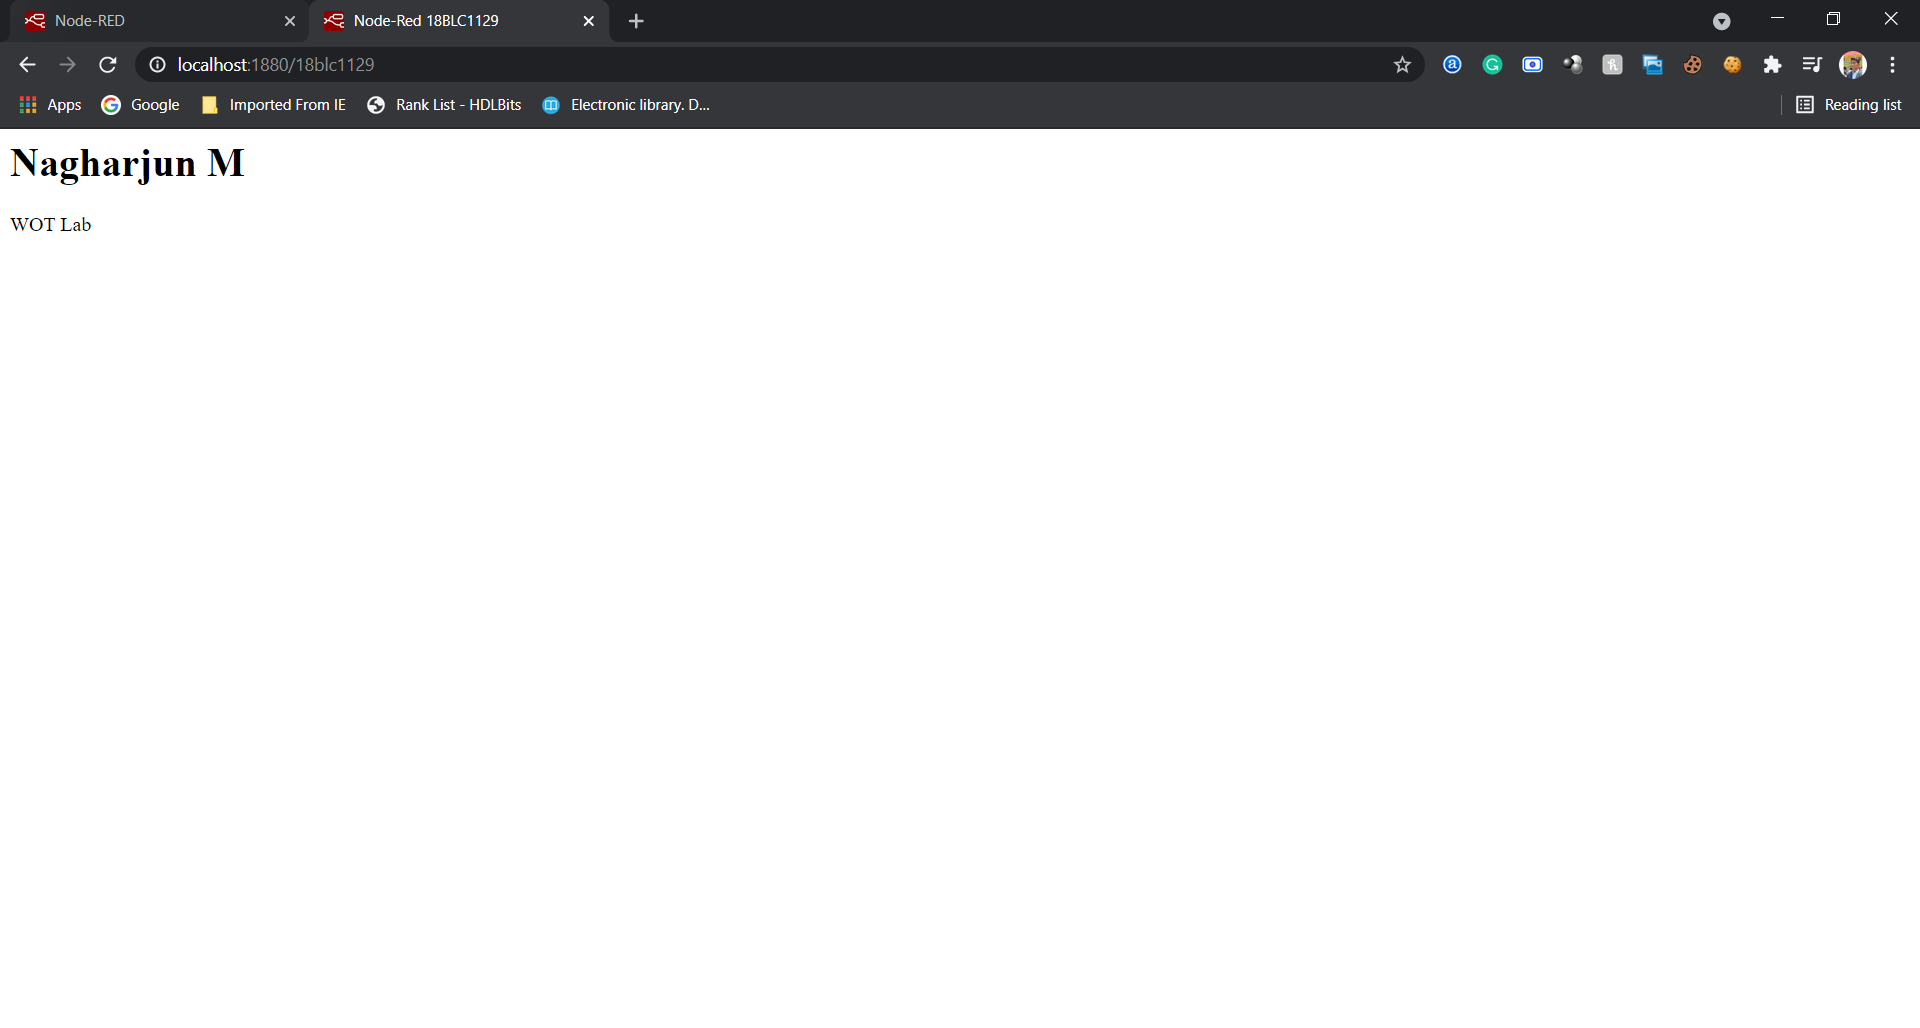 Node-RED
Node-Red 18BLC1129
localhost:1880/18blc1129
Apps
Google
Imported From IE
Rank List - HDLBits
Electronic library. D...
Reading list
Nagharjun M
WOT Lab